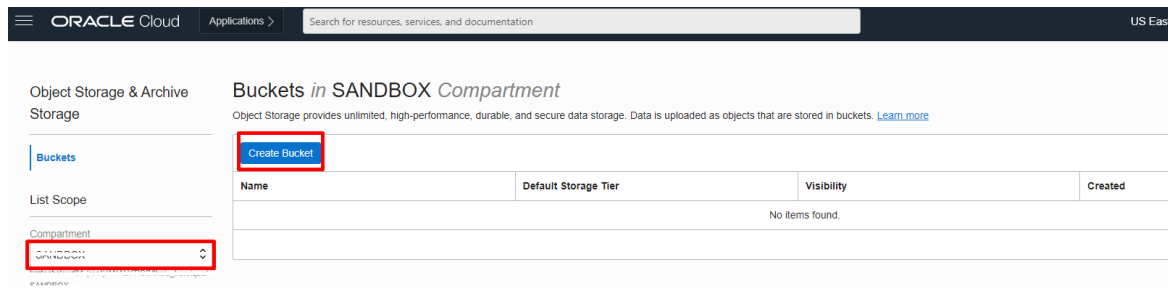 ORACLE Cloud Applications > Search for resources, services, and documentation US Eas
Object Storage & Archive Storage
Buckets
List Scope
Compartment
SANDBOX
SANDBOX
Buckets in SANDBOX Compartment
Object Storage provides unlimited, high-performance, durable, and secure data storage. Data is uploaded as objects that are stored in buckets. Learn more
Create Bucket
Name Default Storage Tier Visibility Created
No items found.